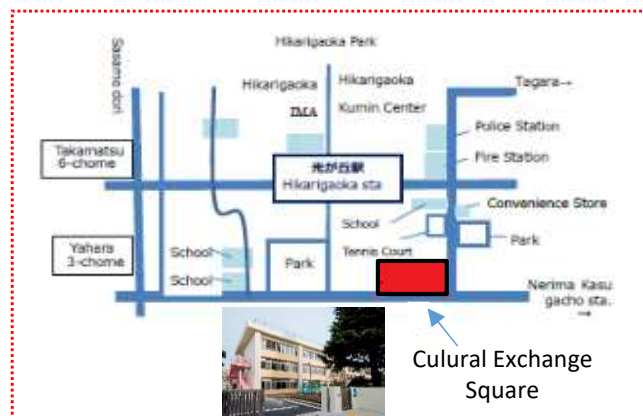 Hikarigaoka Park
Sasame dori
Hikarigaoka
IMA
Hikarigaoka
Kumin Center
Tagara→
Police Station
Fire Station
Takamatsu
6-chome
光が丘駅
Hikarigaoka sta
Convenience Store
School
Park
Tennis Court
Yahara
3-chome
School
School
Park
Nerima Kasu
gacho sta.
→
Culural Exchange
Square